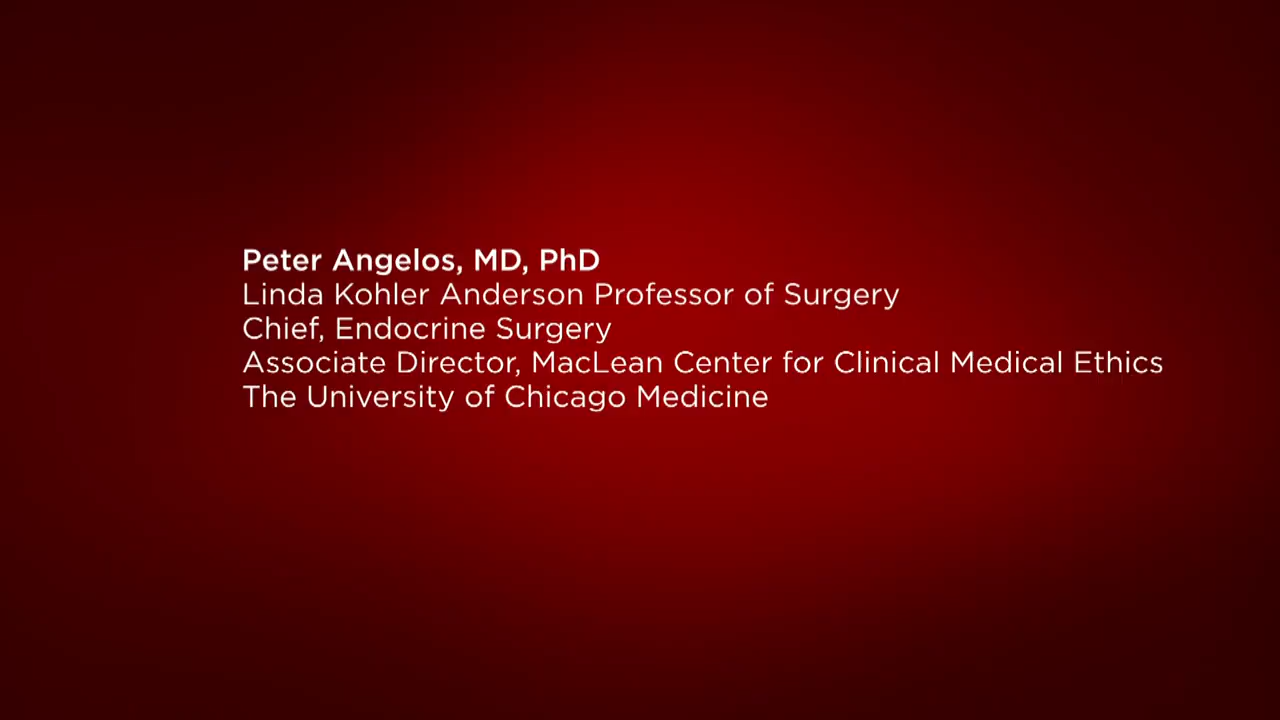 Peter Angelos, MD, PhD
Linda Kohler Anderson Professor of Surgery
Chief, Endocrine Surgery
Associate Director, MacLean Center for Clinical Medical Ethics
The University of Chicago Medicine